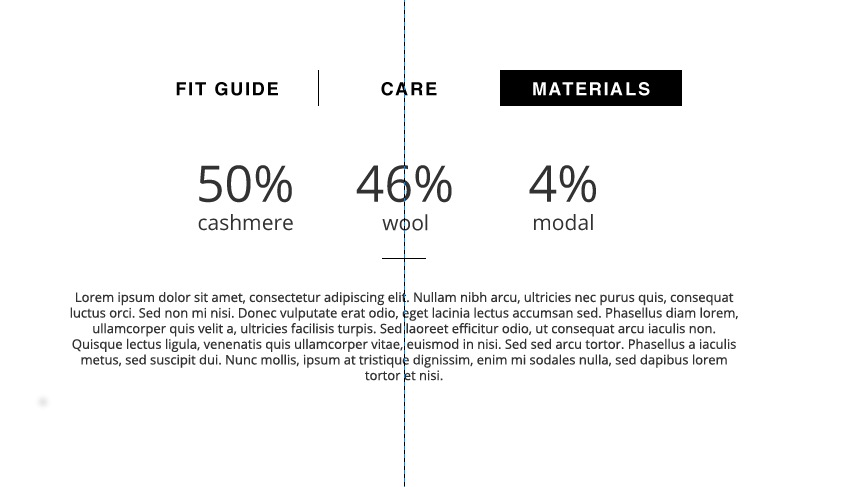 FIT GUIDE CARE MATERIALS
50% 46% 4%
cashmere wool modal
Lorem ipsum dolor sit amet, consectetur adipiscing elit. Nullam nibh arcu, ultricies nec purus quis, consequat
luctus orci. Sed non mi nisi. Donec vulputate erat odio, eget lacinia lectus accumsan sed. Phasellus diam lorem,
ullamcorper quis velit a, ultricies facilisis turpis. Sed laoreet efficitur odio, ut consequat arcu iaculis non.
Quisque lectus ligula, venenatis quis ullamcorper vitae, euismod in nisi. Sed sed arcu tortor. Phasellus a iaculis
metus, sed suscipit dui. Nunc mollis, ipsum at tristique dignissim, enim mi sodales nulla, sed dapibus lorem
tortor et nisi.